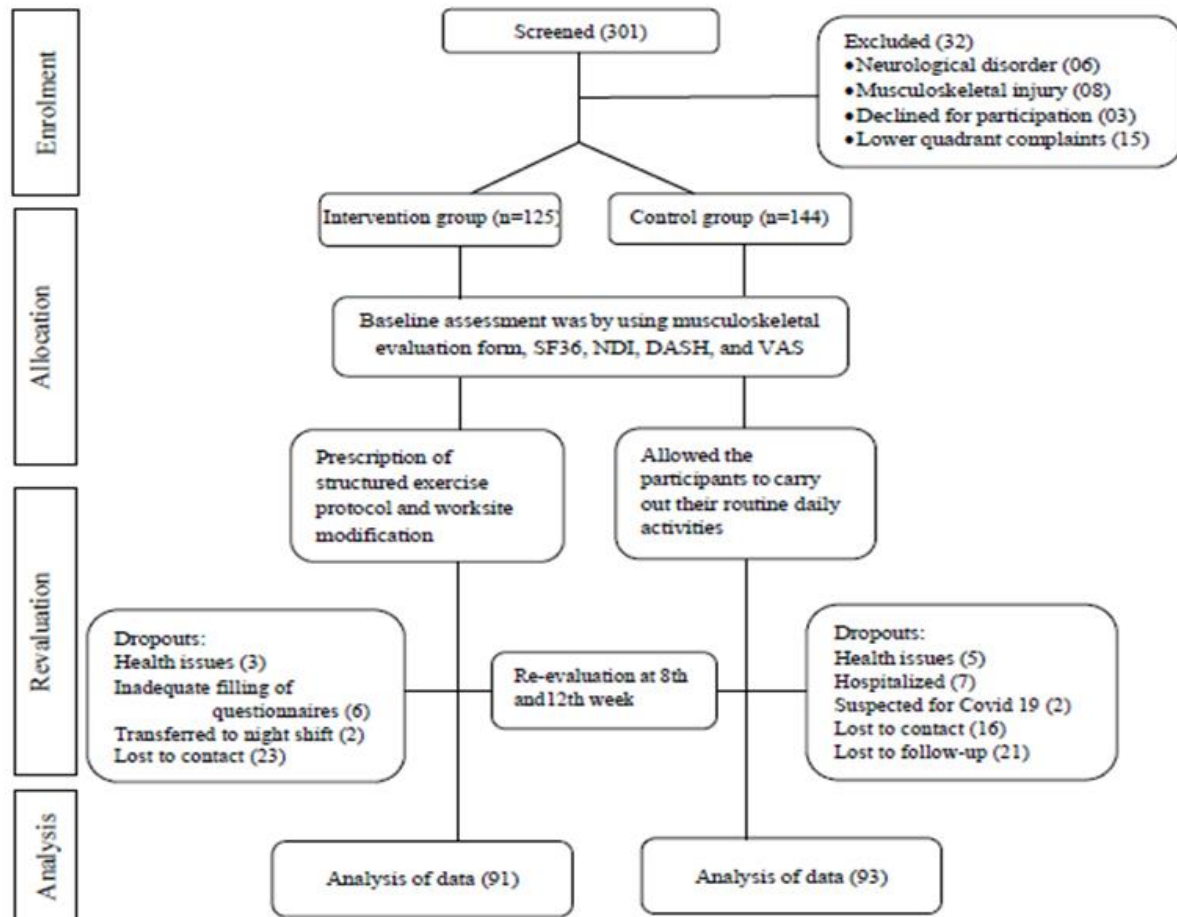 Enrolment
Screened (301)
Excluded (32)
•Neurological disorder (06)
•Musculoskeletal injury (08)
•Declined for participation (03)
•Lower quadrant complaints (15)
Allocation
Intervention group (n=125)
Control group (n=144)
Baseline assessment was by using musculoskeletal
evaluation form, SF36, NDI, DASH, and VAS
Prescription of
structured exercise
protocol and worksite
modification
Allowed the
participants to carry
out their routine daily
activities
Revaluation
Dropouts:
Health issues (3)
Inadequate filling of
questionnaires (6)
Transferred to night shift (2)
Lost to contact (23)
Re-evaluation at 8th
and12th week
Dropouts:
Health issues (5)
Hospitalized (7)
Suspected for Covid 19 (2)
Lost to contact (16)
Lost to follow-up (21)
Analysis
Analysis of data (91)
Analysis of data (93)